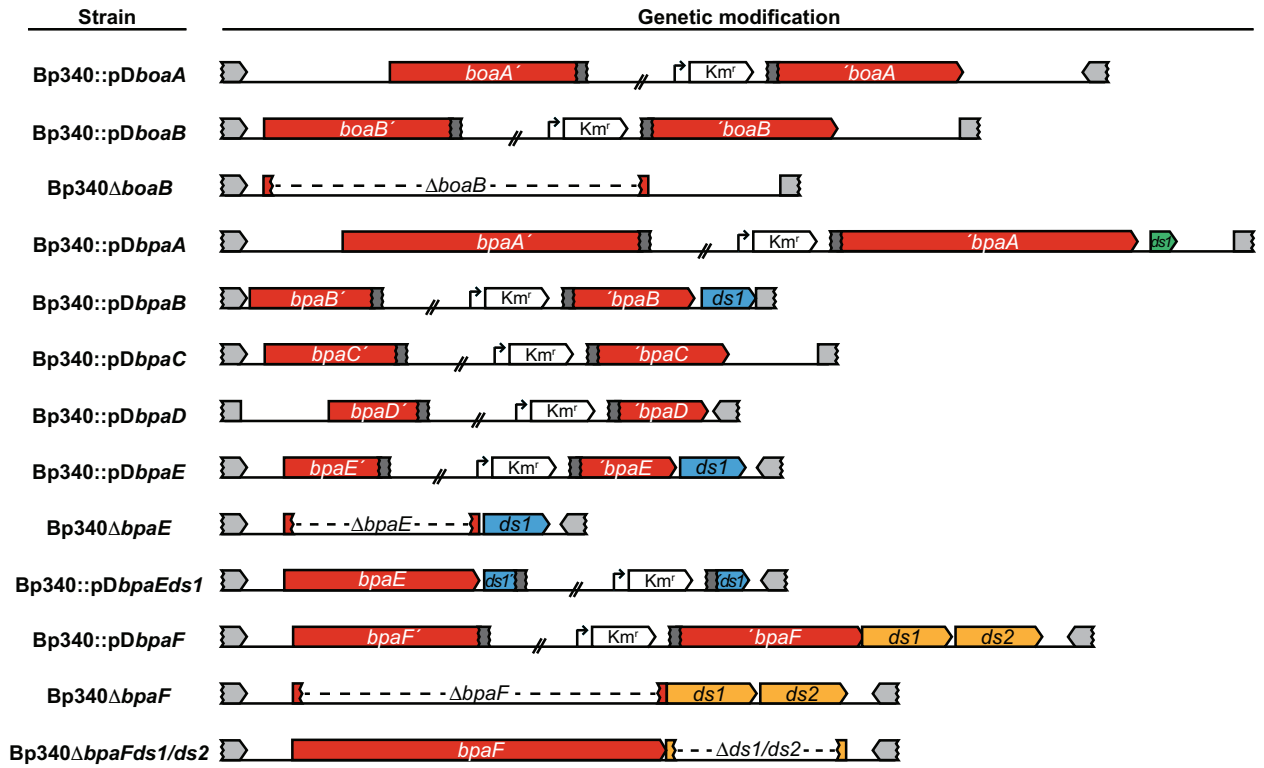 Strain Genetic modification
Bp340::pDboaA boaA´ Kmʳ ´boaA
Bp340::pDboaB boaB´ Kmʳ ´boaB
Bp340ΔboaB ΔboaB
Bp340::pDbpaA bpaA´ Kmʳ ´bpaA ds1
Bp340::pDbpaB bpaB´ Kmʳ ´bpaB ds1
Bp340::pDbpaC bpaC´ Kmʳ ´bpaC
Bp340::pDbpaD bpaD´ Kmʳ ´bpaD
Bp340::pDbpaE bpaE´ Kmʳ ´bpaE ds1
Bp340ΔbpaE ΔbpaE ds1
Bp340::pDbpaEds1 bpaE ds1´ Kmʳ ´ds1
Bp340::pDbpaF bpaF´ Kmʳ ´bpaF ds1 ds2
Bp340ΔbpaF ΔbpaF ds1 ds2
Bp340ΔbpaFds1/ds2 bpaF Δds1/ds2